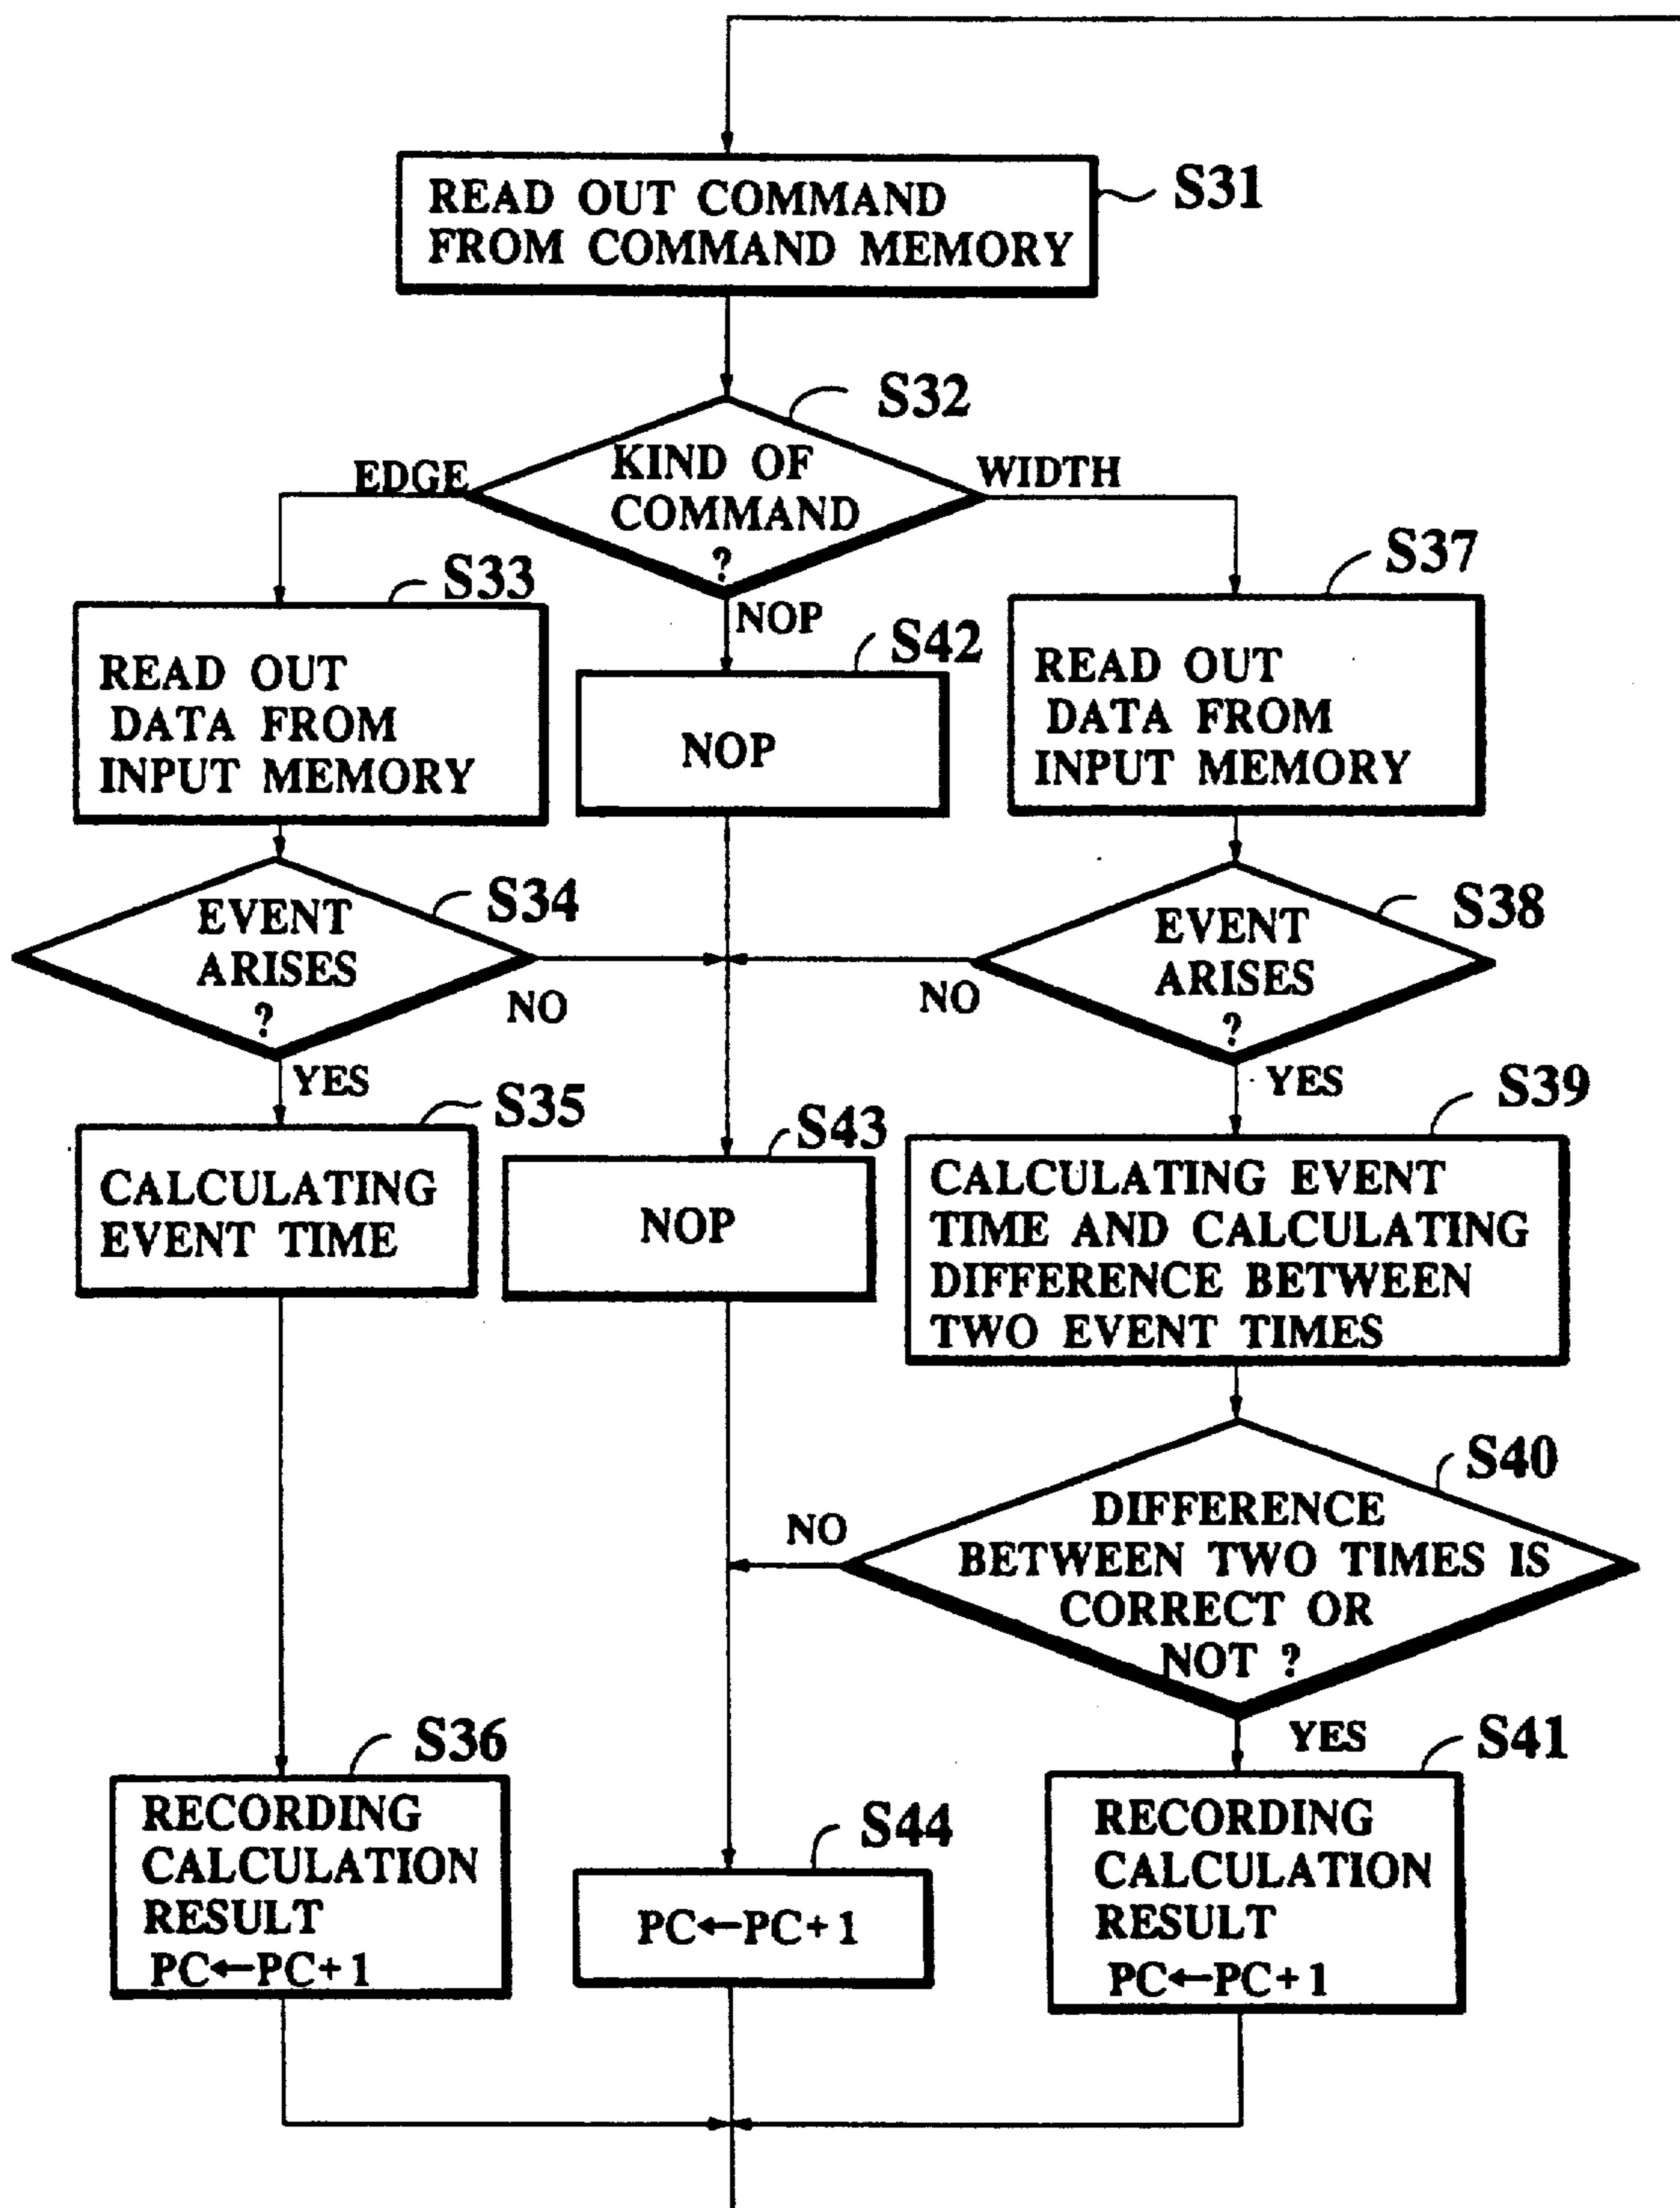 READ OUT COMMAND
FROM COMMAND MEMORY
S31
S32
KIND OF
COMMAND
?
EDGE
WIDTH
NOP
S33
READ OUT
DATA FROM
INPUT MEMORY
S42
NOP
S37
READ OUT
DATA FROM
INPUT MEMORY
S34
EVENT
ARISES
?
NO
YES
S38
EVENT
ARISES
?
NO
YES
S35
CALCULATING
EVENT TIME
S43
NOP
S39
CALCULATING EVENT
TIME AND CALCULATING
DIFFERENCE BETWEEN
TWO EVENT TIMES
S40
DIFFERENCE
BETWEEN TWO TIMES IS
CORRECT OR
NOT ?
NO
YES
S36
RECORDING
CALCULATION
RESULT
PC←PC+1
S44
PC←PC+1
S41
RECORDING
CALCULATION
RESULT
PC←PC+1